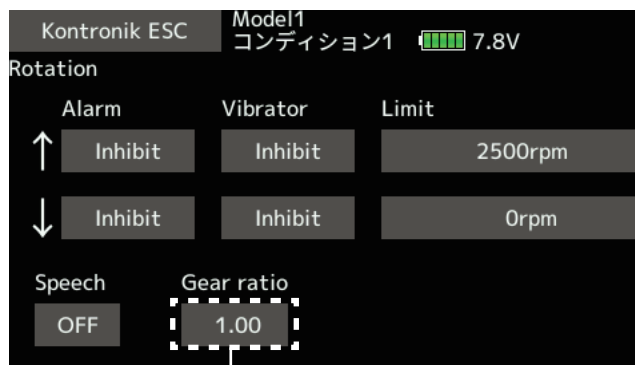 Kontronik ESC
Model1
コンディション1 7.8V
Rotation
Alarm Vibrator Limit
↑ Inhibit Inhibit 2500rpm
↓ Inhibit Inhibit 0rpm
Speech Gear ratio
OFF 1.00